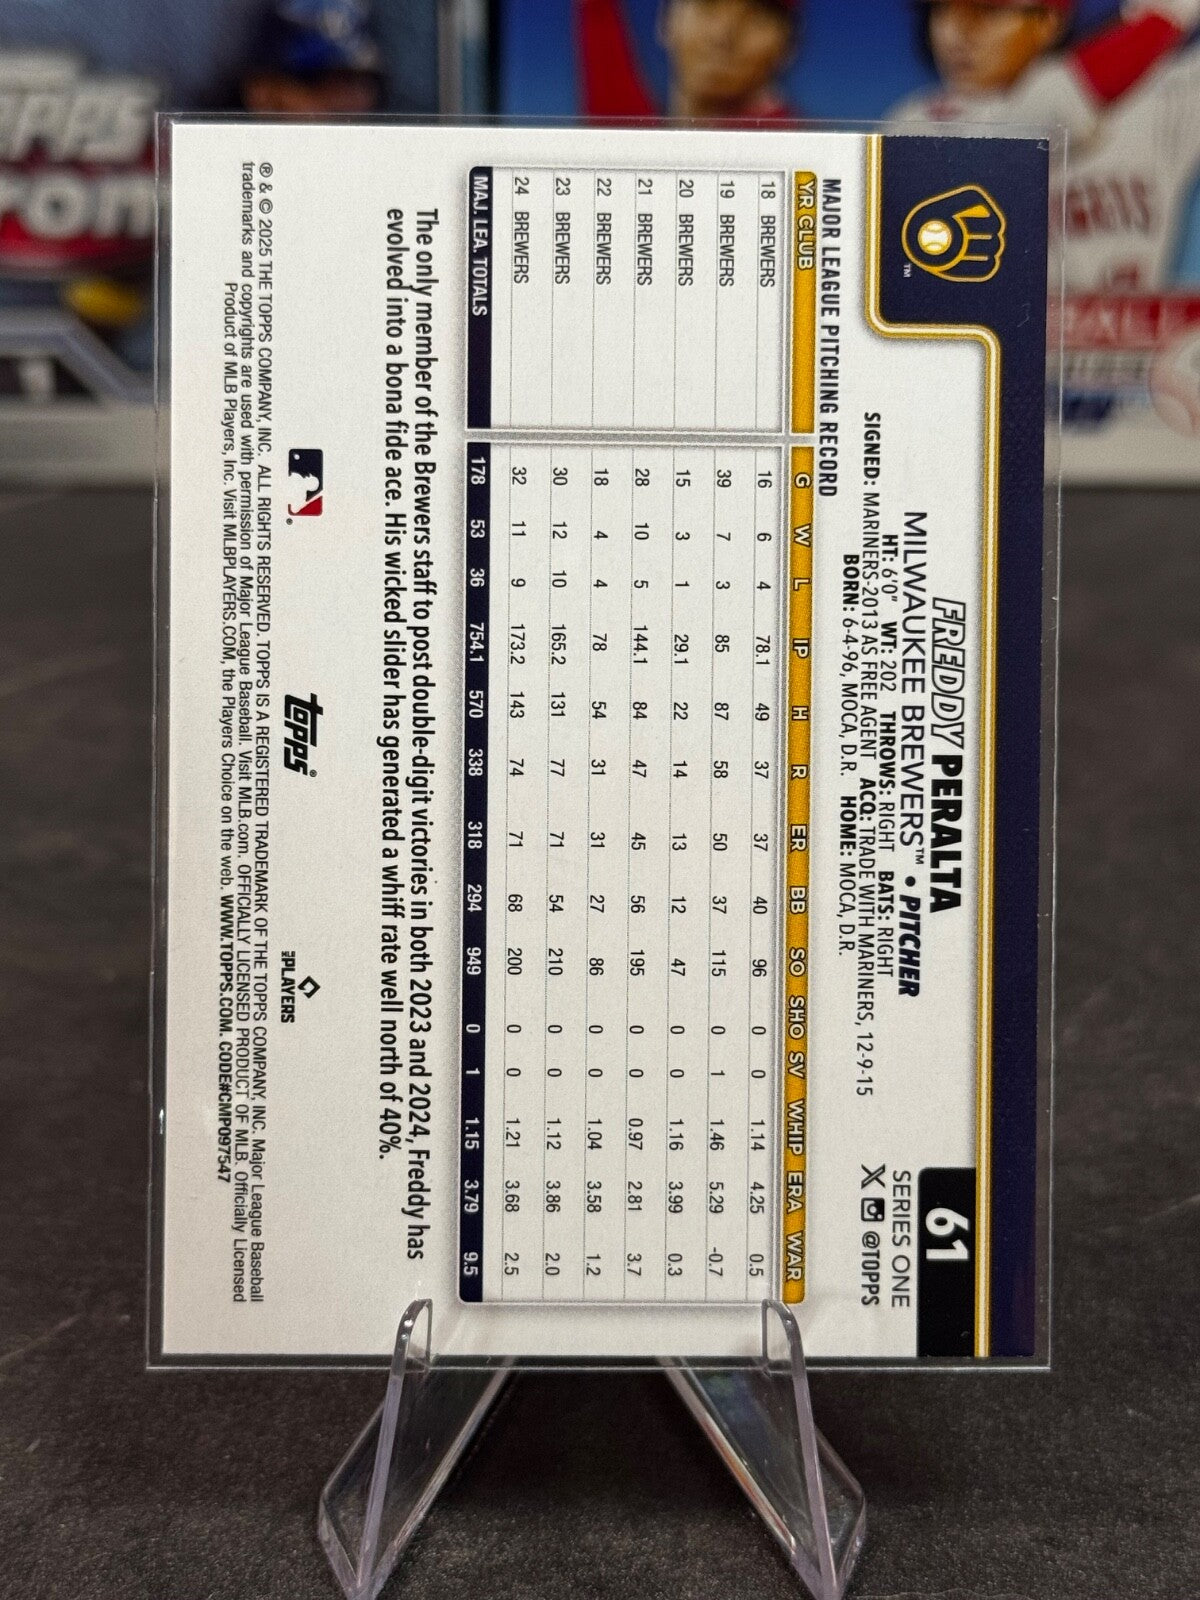 61
SERIES ONE
@TOPPS
FREDDY PERALTA
MILWAUKEE BREWERS™ • PITCHER
HT: 6'0" WT: 202 THROWS: RIGHT BATS: RIGHT
SIGNED: MARINERS-2013 AS FREE AGENT ACQ: TRADE WITH MARINERS, 12-9-15
BORN: 6-4-96, MOCA, D.R. HOME: MOCA, D.R.
MAJOR LEAGUE PITCHING RECORD
YR CLUB G W L IP H R ER BB SO SHO SV WHIP ERA WAR
18 BREWERS 16 6 4 78.1 49 37 37 40 96 0 0 1.14 4.25 0.5
19 BREWERS 39 7 3 85 87 58 50 37 115 0 1 1.46 5.29 -0.7
20 BREWERS 15 3 1 29.1 22 14 13 12 47 0 0 1.16 3.99 0.3
21 BREWERS 28 10 5 144.1 84 47 45 56 195 0 0 0.97 2.81 3.7
22 BREWERS 18 4 4 78 54 31 31 27 86 0 0 1.04 3.58 1.2
23 BREWERS 30 12 10 165.2 131 77 71 54 210 0 0 1.12 3.86 2.0
24 BREWERS 32 11 9 173.2 143 74 71 68 200 0 0 1.21 3.68 2.5
MAJ. LEA. TOTALS 178 53 36 754.1 570 338 318 294 949 0 1 1.15 3.79 9.5
The only member of the Brewers staff to post double-digit victories in both 2023 and 2024, Freddy has
evolved into a bona fide ace. His wicked slider has generated a whiff rate well north of 40%.
topps®
PLAYERS
® & © 2025 THE TOPPS COMPANY, INC. ALL RIGHTS RESERVED. TOPPS IS A REGISTERED TRADEMARK OF THE TOPPS COMPANY, INC. Major League Baseball
trademarks and copyrights are used with permission of Major League Baseball. Visit MLB.com. OFFICIALLY LICENSED PRODUCT OF MLB. Officially Licensed
Product of MLB Players, Inc. Visit MLBPLAYERS.COM, the Players Choice on the web. WWW.TOPPS.COM. CODE#CMP097547